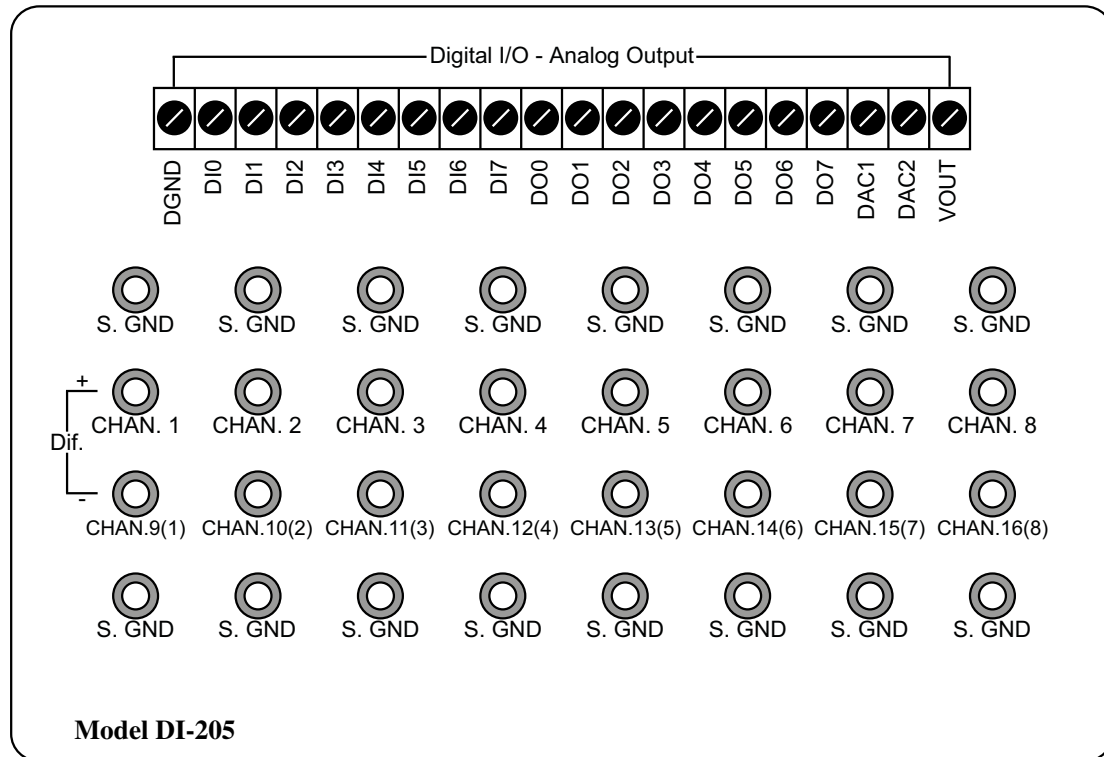 Digital I/O - Analog Output
DGND DI0 DI1 DI2 DI3 DI4 DI5 DI6 DI7 DO0 DO1 DO2 DO3 DO4 DO5 DO6 DO7 DAC1 DAC2 VOUT
S. GND S. GND S. GND S. GND S. GND S. GND S. GND S. GND
+
CHAN. 1 CHAN. 2 CHAN. 3 CHAN. 4 CHAN. 5 CHAN. 6 CHAN. 7 CHAN. 8
Dif.
-
CHAN.9(1) CHAN.10(2) CHAN.11(3) CHAN.12(4) CHAN.13(5) CHAN.14(6) CHAN.15(7) CHAN.16(8)
S. GND S. GND S. GND S. GND S. GND S. GND S. GND S. GND
Model DI-205